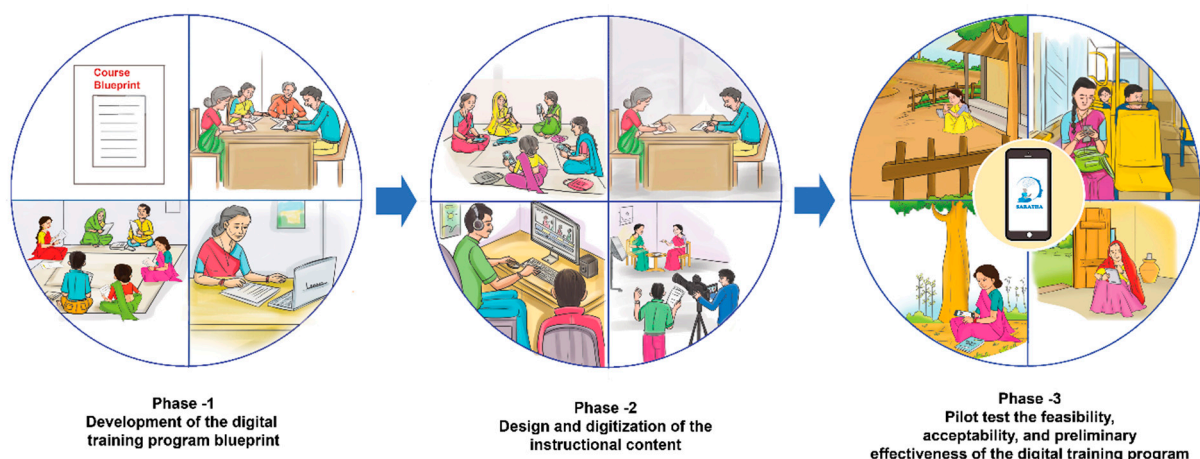 Course
Blueprint
SARATHA
Phase -1
Development of the digital
training program blueprint
Phase -2
Design and digitization of the
instructional content
Phase -3
Pilot test the feasibility,
acceptability, and preliminary
effectiveness of the digital training program